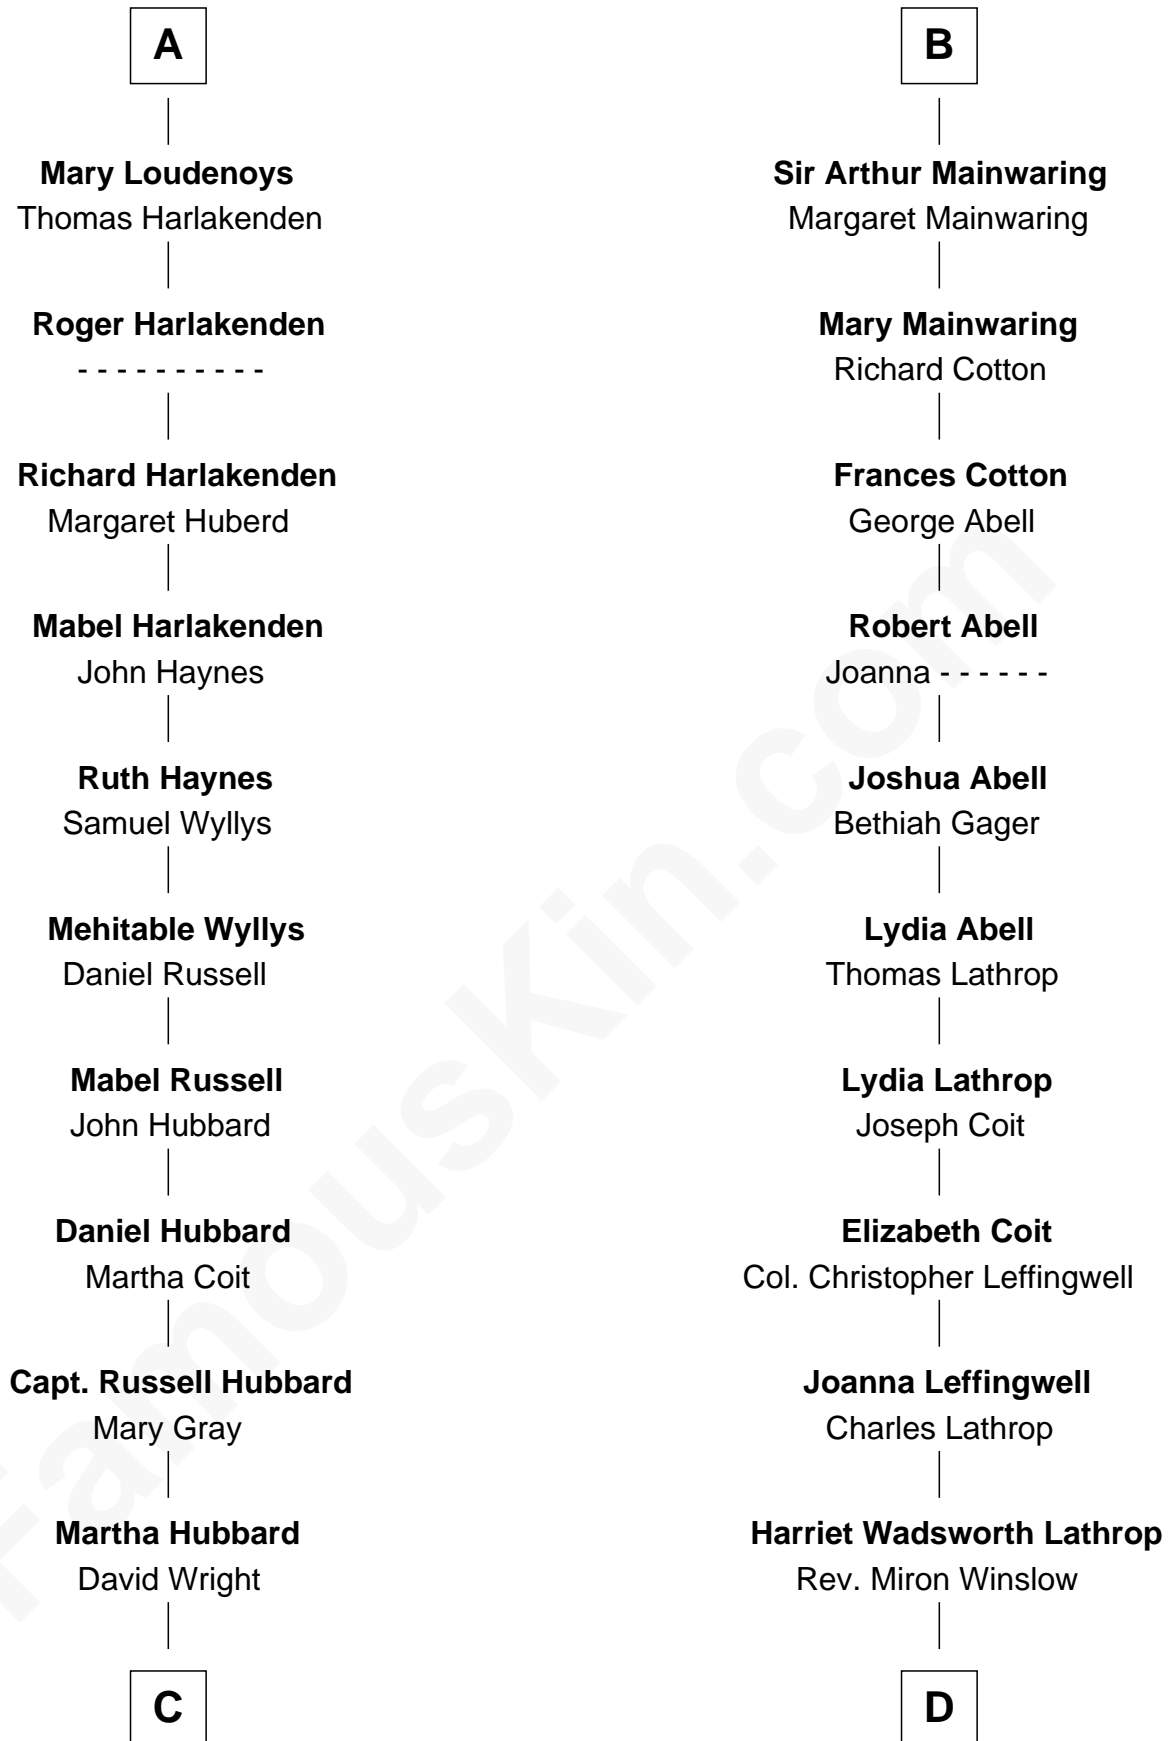 A
Mary Loudenoys
Thomas Harlakenden
Roger Harlakenden
- - - - - - - - - -
Richard Harlakenden
Margaret Huberd
Mabel Harlakenden
John Haynes
Ruth Haynes
Samuel Wyllys
Mehitable Wyllys
Daniel Russell
Mabel Russell
John Hubbard
Daniel Hubbard
Martha Coit
Capt. Russell Hubbard
Mary Gray
Martha Hubbard
David Wright
C
B
Sir Arthur Mainwaring
Margaret Mainwaring
Mary Mainwaring
Richard Cotton
Frances Cotton
George Abell
Robert Abell
Joanna - - - - - -
Joshua Abell
Bethiah Gager
Lydia Abell
Thomas Lathrop
Lydia Lathrop
Joseph Coit
Elizabeth Coit
Col. Christopher Leffingwell
Joanna Leffingwell
Charles Lathrop
Harriet Wadsworth Lathrop
Rev. Miron Winslow
D
FamousKin.com